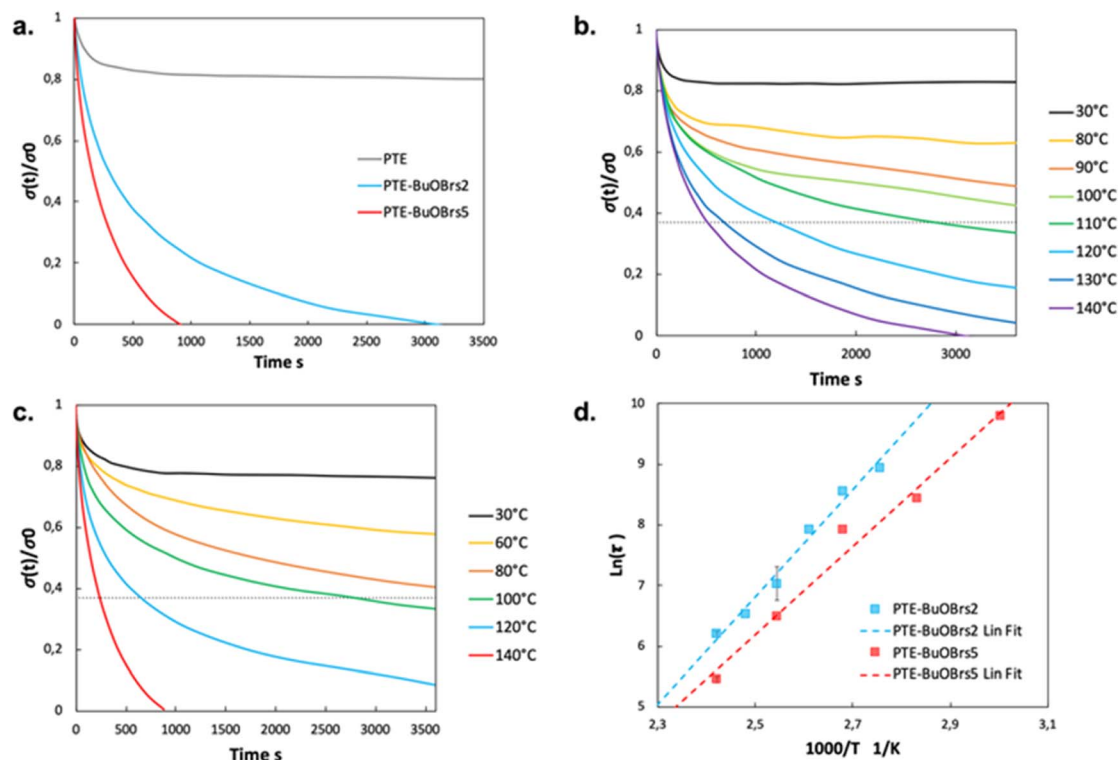 a.
σ(t)/σ0
1
0,8
0,6
0,4
0,2
0
0
500
1000
1500
2000
2500
3000
3500
Time s
PTE
PTE-BuOBrs2
PTE-BuOBrs5
b.
σ(t)/σ0
1
0,8
0,6
0,4
0,2
0
0
1000
2000
3000
Time s
30°C
80°C
90°C
100°C
110°C
120°C
130°C
140°C
c.
σ(t)/σ0
1
0,8
0,6
0,4
0,2
0
0
500
1000
1500
2000
2500
3000
3500
Time s
30°C
60°C
80°C
100°C
120°C
140°C
d.
Ln(τ)
10
9
8
7
6
5
2,3
2,5
2,7
2,9
3,1
1000/T 1/K
PTE-BuOBrs2
PTE-BuOBrs2 Lin Fit
PTE-BuOBrs5
PTE-BuOBrs5 Lin Fit